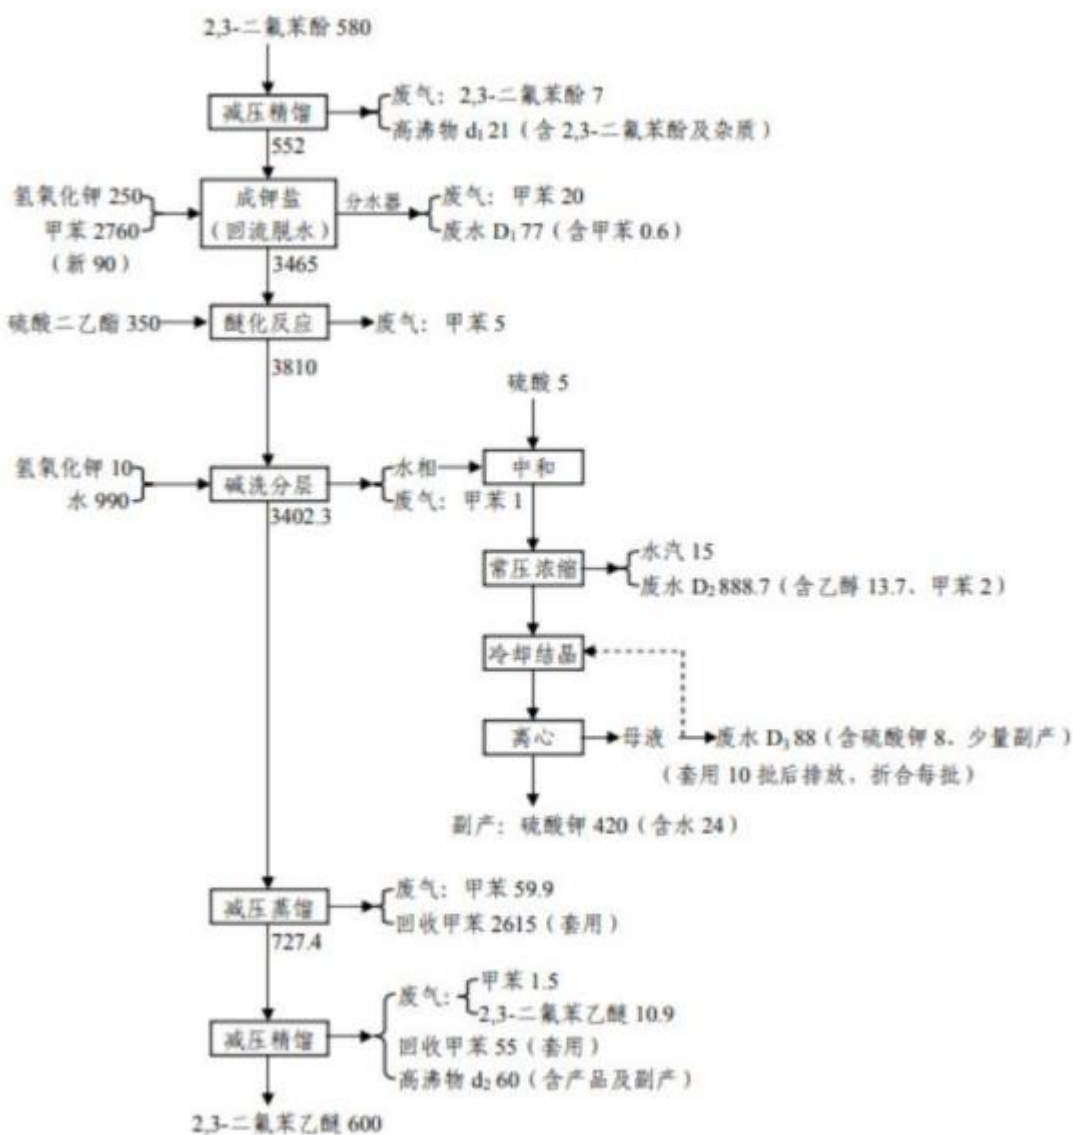 2,3-二氟苯酚 580
减压精馏
废气：2,3-二氟苯酚 7
高沸物 d₁ 21（含 2,3-二氟苯酚及杂质）
552
氢氧化钾 250
甲苯 2760
（新 90）
成钾盐
（回流脱水）
分水器
废气：甲苯 20
废水 D₁ 77（含甲苯 0.6）
3465
硫酸二乙酯 350
醚化反应
废气：甲苯 5
3810
硫酸 5
氢氧化钾 10
水 990
碱洗分层
水相
废气：甲苯 1
中和
3402.3
常压浓缩
水汽 15
废水 D₂ 888.7（含乙醇 13.7、甲苯 2）
冷却结晶
离心
母液
废水 D₃ 88（含硫酸钾 8、少量副产）
（套用 10 批后排放、折合每批）
副产：硫酸钾 420（含水 24）
减压蒸馏
废气：甲苯 59.9
回收甲苯 2615（套用）
727.4
减压精馏
废气：
甲苯 1.5
2,3-二氟苯乙醚 10.9
回收甲苯 55（套用）
高沸物 d₂ 60（含产品及副产）
2,3-二氟苯乙醚 600